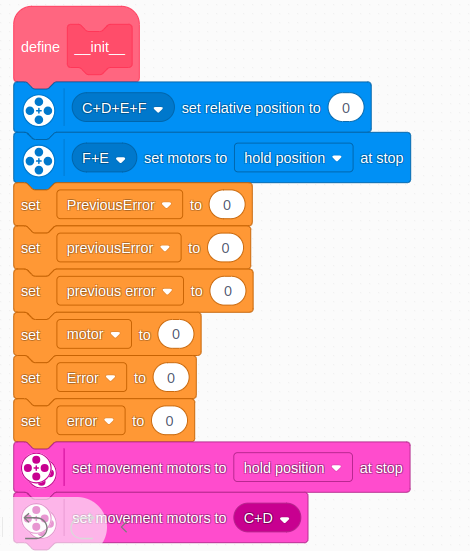 define __init__
C+D+E+F set relative position to 0
F+E set motors to hold position at stop
set PreviousError to 0
set previousError to 0
set previous error to 0
set motor to 0
set Error to 0
set error to 0
set movement motors to hold position at stop
set movement motors to C+D